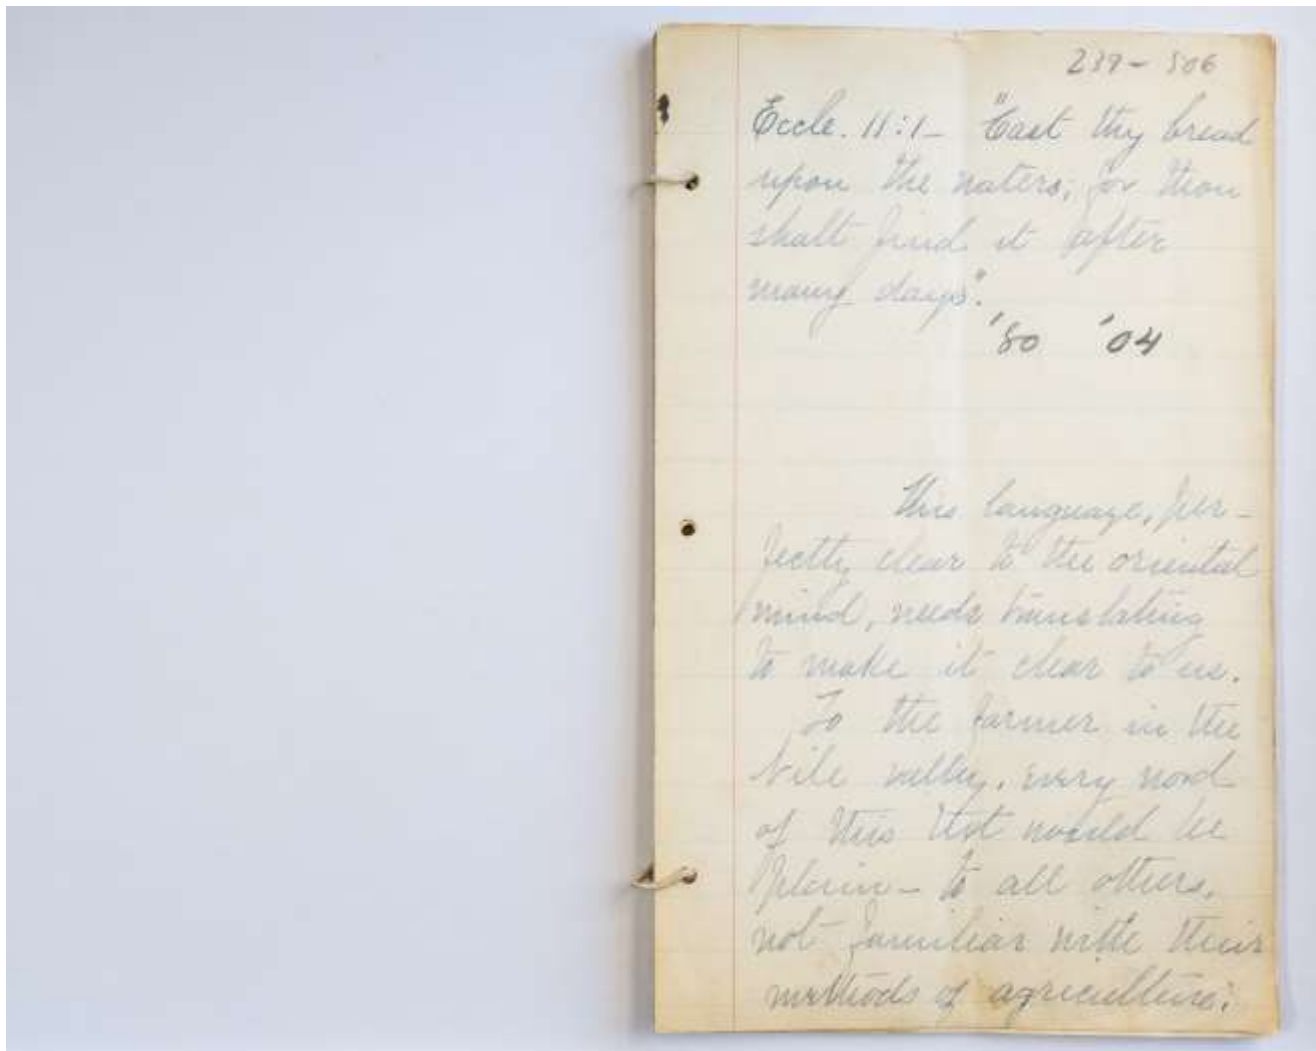 239 - 506
Eccle. 11:1 - "Cast thy bread
upon the waters; for thou
shalt find it after
many days".
'80 '04
This language, per-
fectly clear to the oriental
mind, needs translating
to make it clear to us.
To the farmer in the
Nile valley, every word
of this text would be
plain - to all others,
not familiar with their
methods of agriculture: